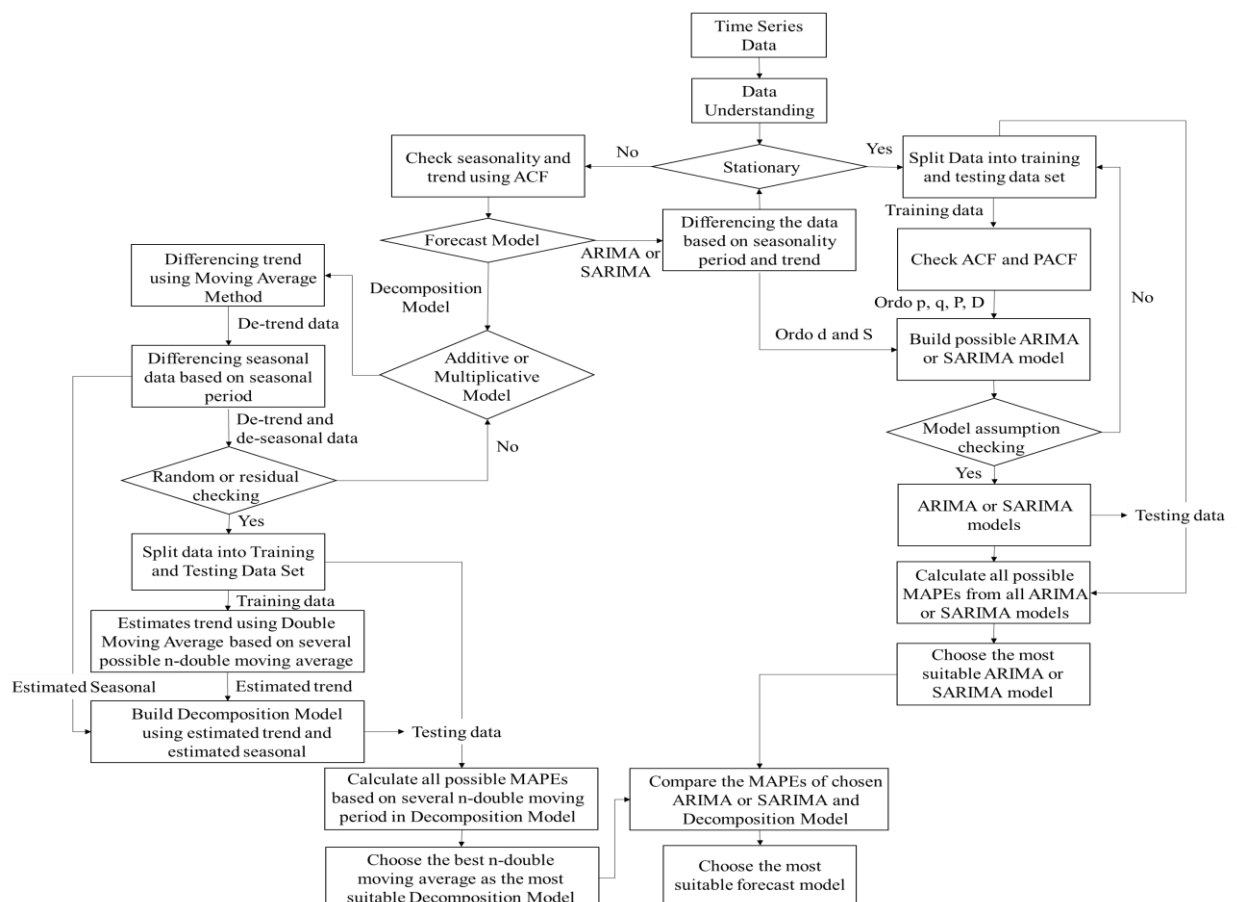 Time Series
Data
Data
Understanding
Stationary
No
Yes
Check seasonality and
trend using ACF
Split Data into training
and testing data set
Training data
Forecast Model
ARIMA or
SARIMA
Differencing the data
based on seasonality
period and trend
Check ACF and PACF
Differencing trend
using Moving Average
Method
Decomposition
Model
No
Ordo p, q, P, D
De-trend data
Ordo d and S
Build possible ARIMA
or SARIMA model
Differencing seasonal
data based on seasonal
period
Additive or
Multiplicative
Model
De-trend and
de-seasonal data
No
Model assumption
checking
Random or residual
checking
Yes
Yes
ARIMA or SARIMA
models
Testing data
Split data into Training
and Testing Data Set
Training data
Calculate all possible
MAPEs from all ARIMA
or SARIMA models
Estimates trend using Double
Moving Average based on several
possible n-double moving average
Choose the most
suitable ARIMA or
SARIMA model
Estimated Seasonal
Estimated trend
Build Decomposition Model
using estimated trend and
estimated seasonal
Testing data
Calculate all possible MAPEs
based on several n-double moving
period in Decomposition Model
Compare the MAPEs of chosen
ARIMA or SARIMA and
Decomposition Model
Choose the best n-double
moving average as the most
suitable Decomposition Model
Choose the most
suitable forecast model